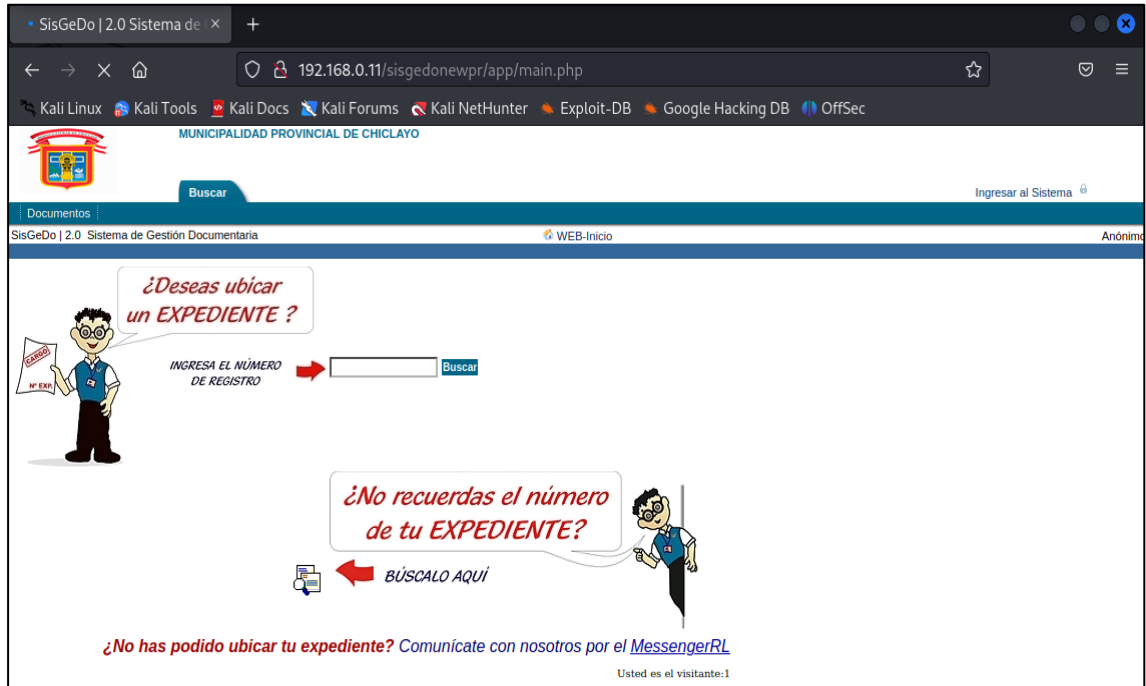 SisGeDo | 2.0 Sistema de
192.168.0.11/sisgedonewpr/app/main.php
Kali Linux Kali Tools Kali Docs Kali Forums Kali NetHunter Exploit-DB Google Hacking DB OffSec
MUNICIPALIDAD PROVINCIAL DE CHICLAYO
Buscar
Ingresar al Sistema
Documentos
SisGeDo | 2.0 Sistema de Gestión Documentaria
WEB-Inicio
Anónimo
¿Deseas ubicar
un EXPEDIENTE ?
CARGO
Nº EXP.
INGRESA EL NÚMERO
DE REGISTRO
Buscar
¿No recuerdas el número
de tu EXPEDIENTE?
BÚSCALO AQUÍ
¿No has podido ubicar tu expediente? Comunícate con nosotros por el MessengerRL
Usted es el visitante:1